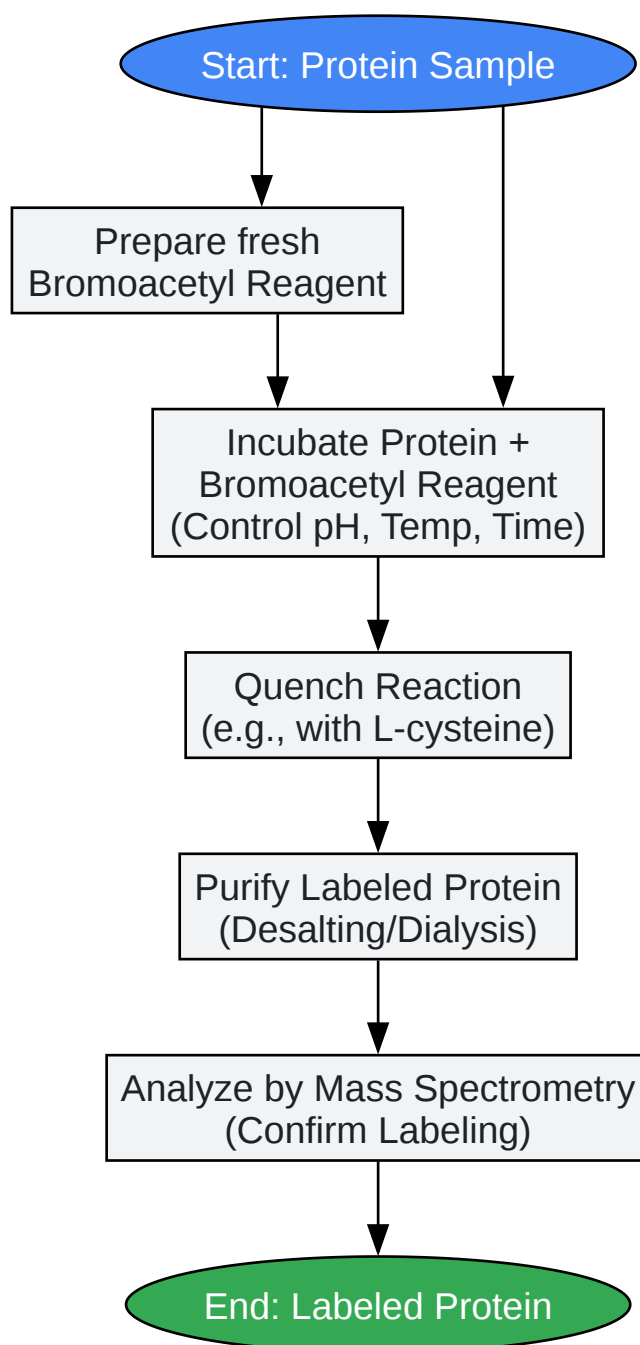 Start: Protein Sample
Prepare fresh
Bromoacetyl Reagent
Incubate Protein +
Bromoacetyl Reagent
(Control pH, Temp, Time)
Quench Reaction
(e.g., with L-cysteine)
Purify Labeled Protein
(Desalting/Dialysis)
Analyze by Mass Spectrometry
(Confirm Labeling)
End: Labeled Protein